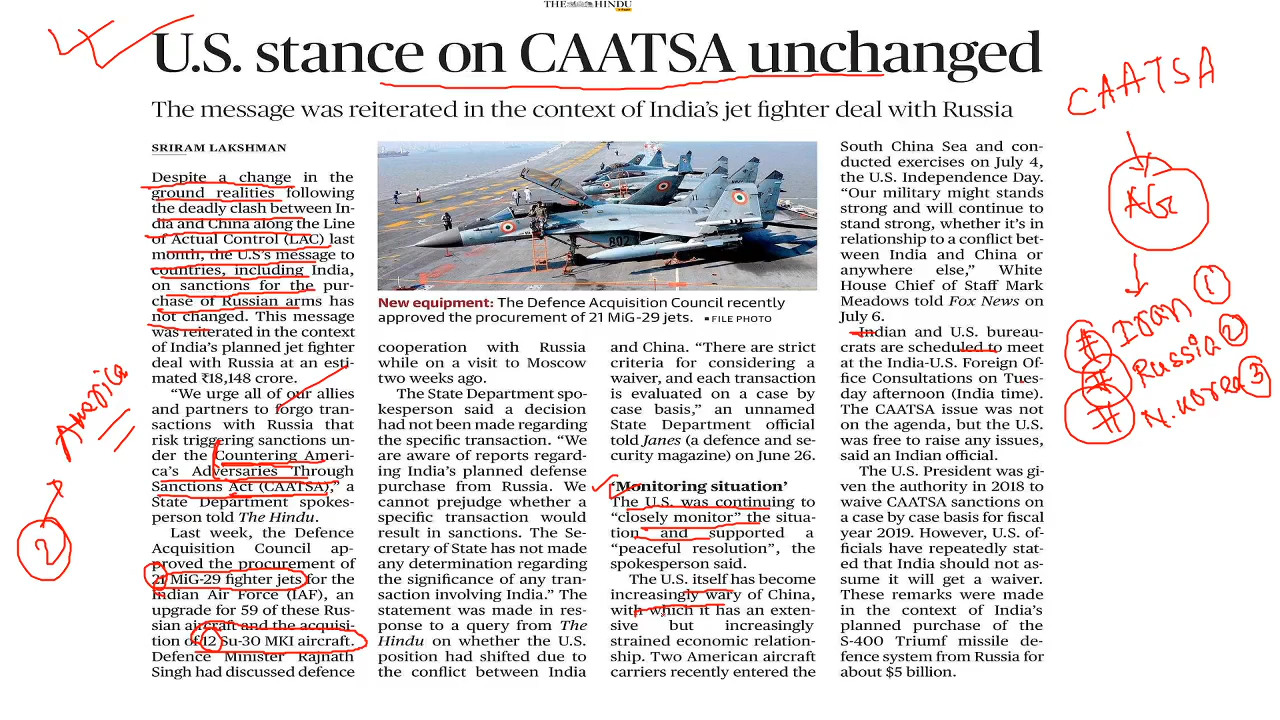 THE HINDU
U.S. stance on CAATSA unchanged
The message was reiterated in the context of India's jet fighter deal with Russia
SRIRAM LAKSHMAN
Despite a change in the
ground realities following
the deadly clash between In-
dia and China along the Line
of Actual Control (LAC) last
month, the U.S's message to
countries, including India,
on sanctions for the pur-
chase of Russian arms has
not changed. This message
was reiterated in the context
of India's planned jet fighter
deal with Russia at an esti-
mated ₹18,148 crore.
"We urge all of our allies
and partners to forgo tran-
sactions with Russia that
risk triggering sanctions un-
der the Countering Ameri-
ca's Adversaries Through
Sanctions Act (CAATSA)," a
State Department spokes-
person told The Hindu.
Last week, the Defence
Acquisition Council ap-
proved the procurement of
21 MiG-29 fighter jets for the
Indian Air Force (IAF), an
upgrade for 59 of these Rus-
sian aircraft and the acquisi-
tion of 12 Su-30 MKI aircraft.
Defence Minister Rajnath
Singh had discussed defence
802
New equipment: The Defence Acquisition Council recently
approved the procurement of 21 MiG-29 jets. ▪FILE PHOTO
cooperation with Russia
while on a visit to Moscow
two weeks ago.
The State Department spo-
kesperson said a decision
had not been made regarding
the specific transaction. "We
are aware of reports regard-
ing India's planned defense
purchase from Russia. We
cannot prejudge whether a
specific transaction would
result in sanctions. The Se-
cretary of State has not made
any determination regarding
the significance of any tran-
saction involving India." The
statement was made in res-
ponse to a query from The
Hindu on whether the U.S.
position had shifted due to
the conflict between India
and China. "There are strict
criteria for considering a
waiver, and each transaction
is evaluated on a case by
case basis," an unnamed
State Department official
told Janes (a defence and se-
curity magazine) on June 26.
'Monitoring situation'
The U.S. was continuing to
"closely monitor" the situa-
tion and supported a
"peaceful resolution", the
spokesperson said.
The U.S. itself has become
increasingly wary of China,
with which it has an exten-
sive but increasingly
strained economic relation-
ship. Two American aircraft
carriers recently entered the
South China Sea and con-
ducted exercises on July 4,
the U.S. Independence Day.
"Our military might stands
strong and will continue to
stand strong, whether it's in
relationship to a conflict bet-
ween India and China or
anywhere else," White
House Chief of Staff Mark
Meadows told Fox News on
July 6.
Indian and U.S. bureau-
crats are scheduled to meet
at the India-U.S. Foreign Of-
fice Consultations on Tues-
day afternoon (India time).
The CAATSA issue was not
on the agenda, but the U.S.
was free to raise any issues,
said an Indian official.
The U.S. President was gi-
ven the authority in 2018 to
waive CAATSA sanctions on
a case by case basis for fiscal
year 2019. However, U.S. of-
ficials have repeatedly stat-
ed that India should not as-
sume it will get a waiver.
These remarks were made
in the context of India's
planned purchase of the
S-400 Triumf missile de-
fence system from Russia for
about $5 billion.
America
2
CAATSA
# Iran 1
# Russia 2
# N. Korea 3